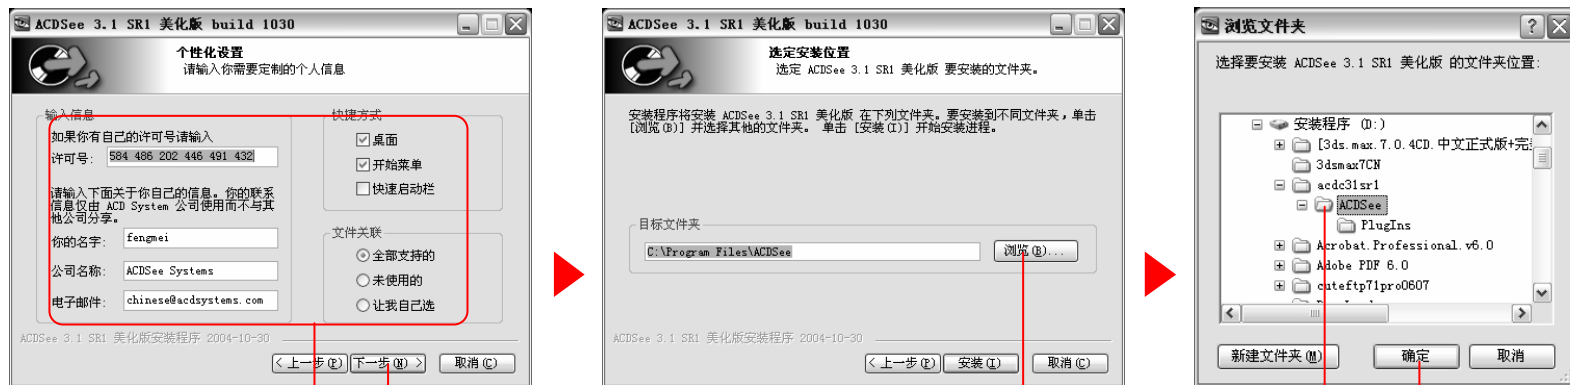 ACDSee 3.1 SR1 美化版 build 1030
个性化设置
请输入你需要定制的个人信息
输入信息
如果你有自己的许可号请输入
许可号: 584 486 202 446 491 432
请输入下面关于你自己的信息。你的联系
信息仅由 ACD System 公司使用而不与其
他公司分享。
你的名字: fengmei
公司名称: ACDSee Systems
电子邮件: chinese@acdsystems.com
快捷方式
桌面
开始菜单
快速启动栏
文件关联
全部支持的
未使用的
让我自己选
ACDSee 3.1 SR1 美化版安装程序 2004-10-30
< 上一步(P) 下一步(N) > 取消(C)
ACDSee 3.1 SR1 美化版 build 1030
选定安装位置
选定 ACDSee 3.1 SR1 美化版 要安装的文件夹。
安装程序将安装 ACDSee 3.1 SR1 美化版 在下列文件夹。要安装到不同文件夹，单击
[浏览(B)] 并选择其他的文件夹。 单击 [安装(I)] 开始安装进程。
目标文件夹
C:\Program Files\ACDSee 浏览(B)...
ACDSee 3.1 SR1 美化版安装程序 2004-10-30
< 上一步(P) 安装(I) 取消(C)
浏览文件夹
选择要安装 ACDSee 3.1 SR1 美化版 的文件夹位置:
安装程序 (D:)
[3ds.max.7.0.4CD.中文正式版+完
3dsmax7CN
acdc31sr1
ACDSee
PlugIns
Acrobat.Professional.v6.0
Adobe PDF 6.0
cuteftp71pro0607
新建文件夹(M) 确定 取消